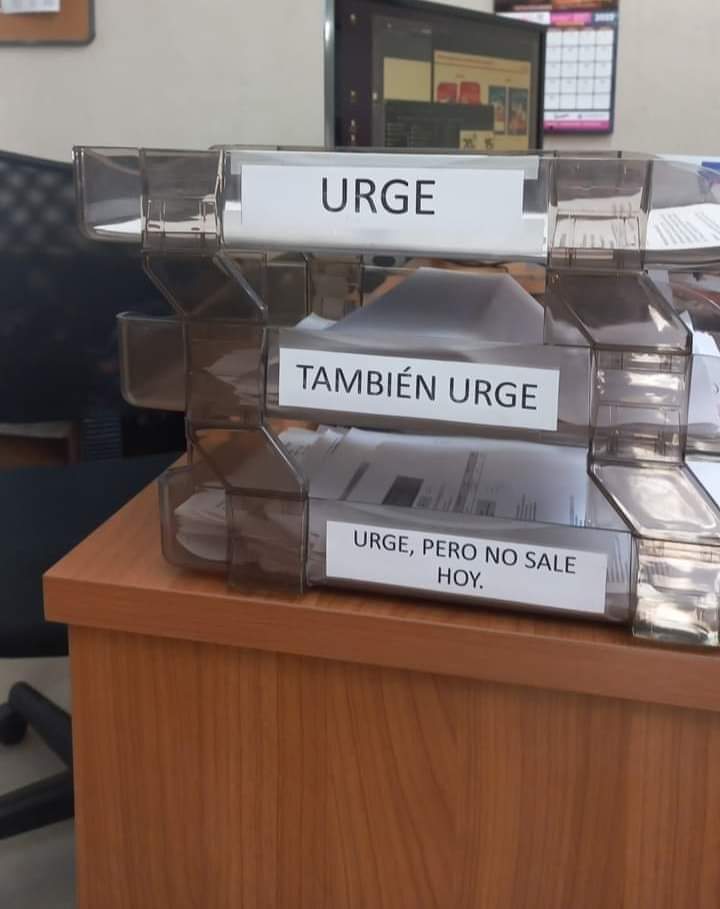 URGE
TAMBIÉN URGE
URGE, PERO NO SALE
HOY.